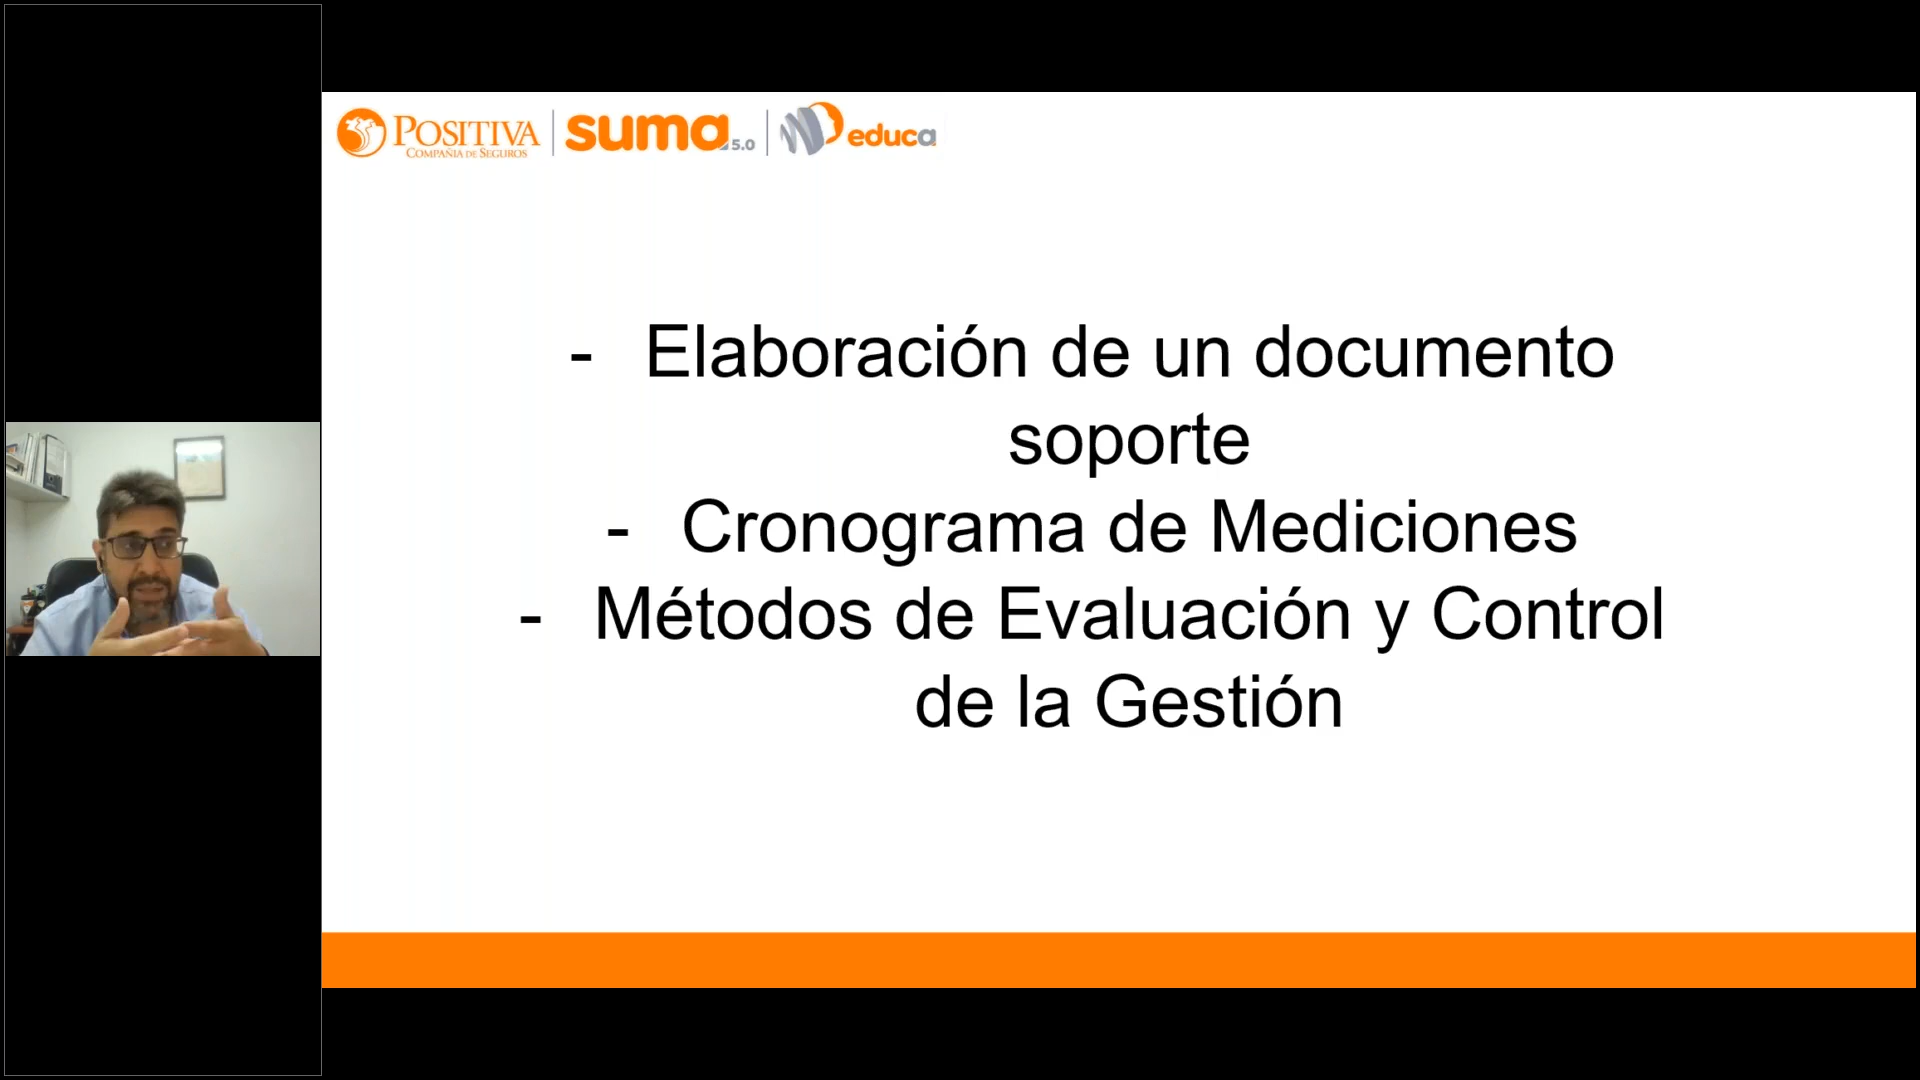 POSITIVA
COMPAÑIA DE SEGUROS
suma 5.0
educa
- Elaboración de un documento
soporte
- Cronograma de Mediciones
- Métodos de Evaluación y Control
de la Gestión